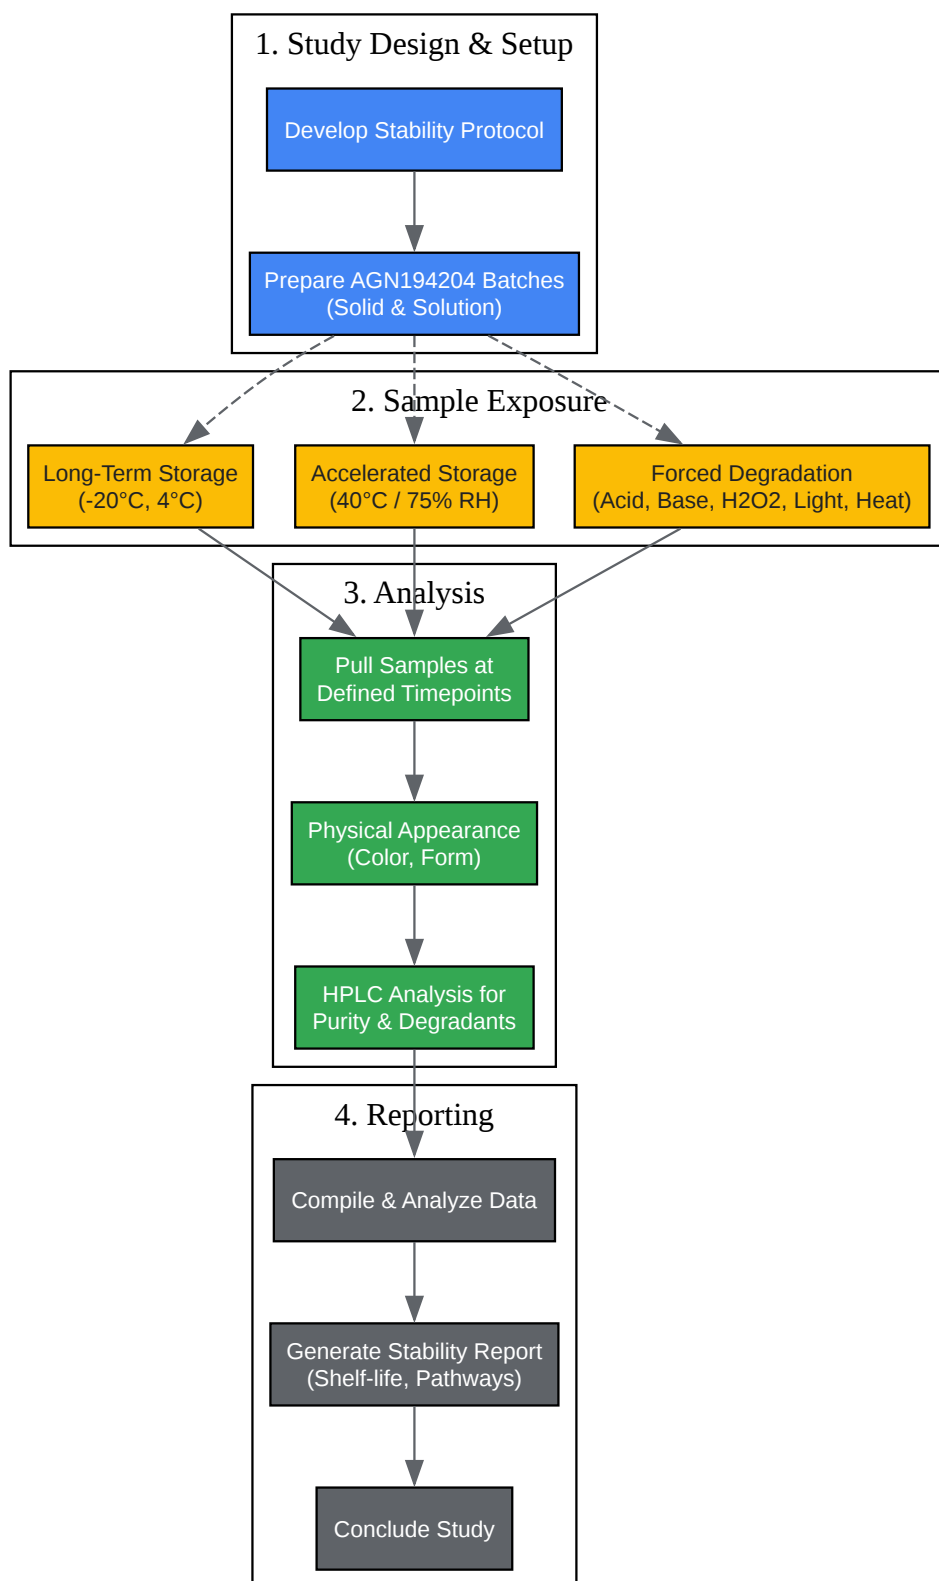 1. Study Design & Setup
Develop Stability Protocol
Prepare AGN194204 Batches
(Solid & Solution)
2. Sample Exposure
Long-Term Storage
(-20°C, 4°C)
Accelerated Storage
(40°C / 75% RH)
Forced Degradation
(Acid, Base, H2O2, Light, Heat)
3. Analysis
Pull Samples at
Defined Timepoints
Physical Appearance
(Color, Form)
HPLC Analysis for
Purity & Degradants
4. Reporting
Compile & Analyze Data
Generate Stability Report
(Shelf-life, Pathways)
Conclude Study